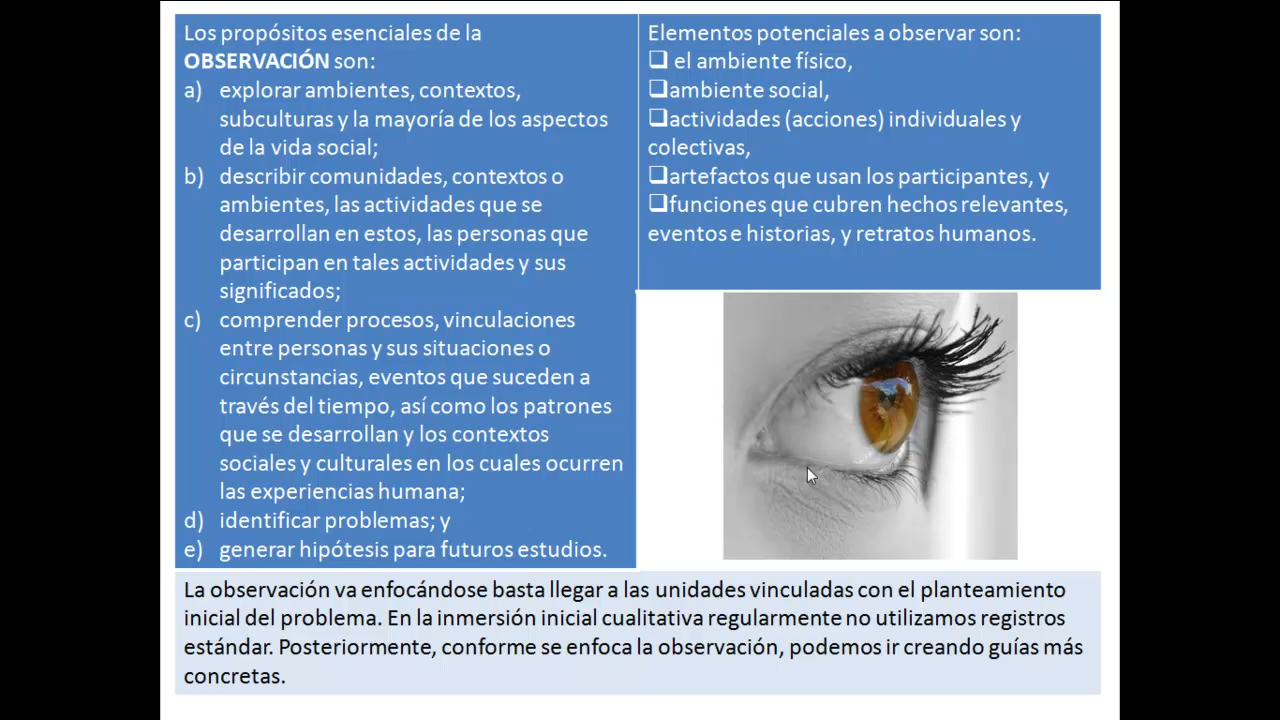 Los propósitos esenciales de la
OBSERVACIÓN son:
a) explorar ambientes, contextos,
subculturas y la mayoría de los aspectos
de la vida social;
b) describir comunidades, contextos o
ambientes, las actividades que se
desarrollan en estos, las personas que
participan en tales actividades y sus
significados;
c) comprender procesos, vinculaciones
entre personas y sus situaciones o
circunstancias, eventos que suceden a
través del tiempo, así como los patrones
que se desarrollan y los contextos
sociales y culturales en los cuales ocurren
las experiencias humana;
d) identificar problemas; y
e) generar hipótesis para futuros estudios.
Elementos potenciales a observar son:
❑ el ambiente físico,
❑ambiente social,
❑actividades (acciones) individuales y
colectivas,
❑artefactos que usan los participantes, y
❑funciones que cubren hechos relevantes,
eventos e historias, y retratos humanos.
La observación va enfocándose basta llegar a las unidades vinculadas con el planteamiento
inicial del problema. En la inmersión inicial cualitativa regularmente no utilizamos registros
estándar. Posteriormente, conforme se enfoca la observación, podemos ir creando guías más
concretas.